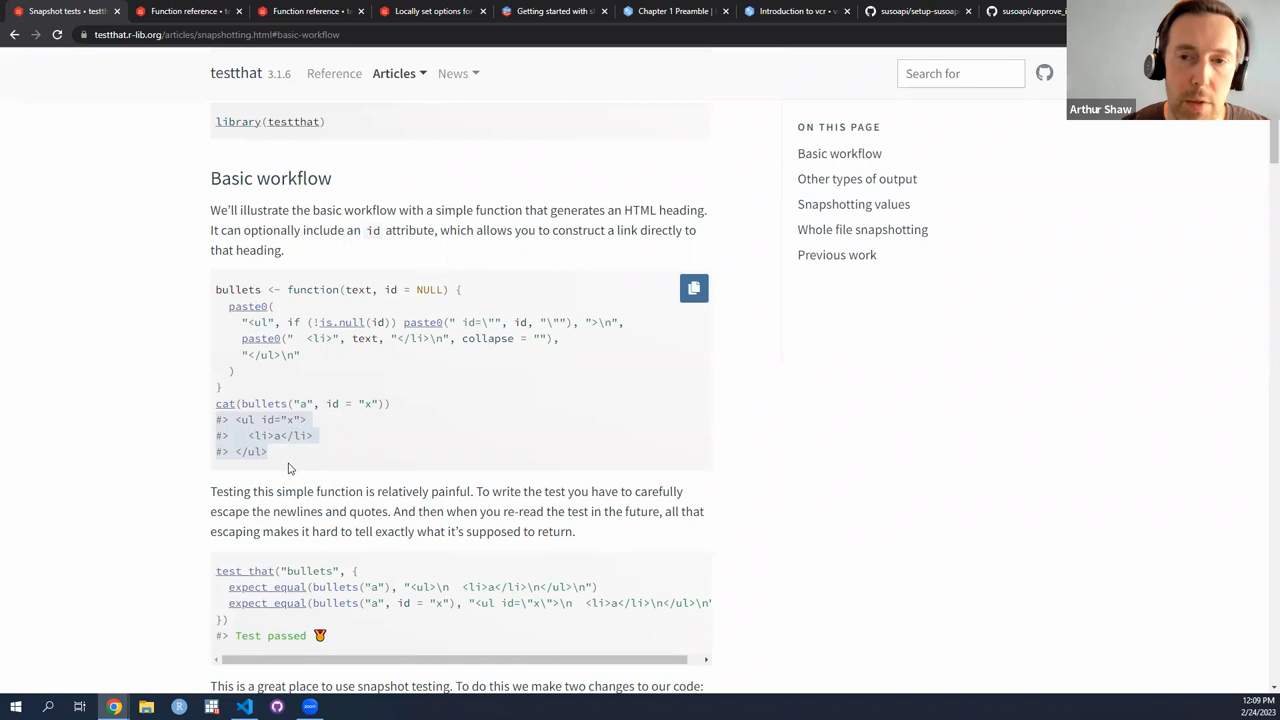 Snapshot tests • testthat
Function reference • t
Function reference • t
Locally set options for
Getting started with sh
Chapter 1 Preamble
Introduction to vcr • v
susoapi/setup-susoapi
susoapi/approve_i
testthat.r-lib.org/articles/snapshotting.html#basic-workflow
Arthur Shaw
testthat 3.1.6 Reference Articles News
Search for
library(testthat)
Basic workflow
We’ll illustrate the basic workflow with a simple function that generates an HTML heading.
It can optionally include an id attribute, which allows you to construct a link directly to
that heading.
bullets <- function(text, id = NULL) {
paste0(
"<ul", if (!is.null(id)) paste0(" id=\"", id, "\""), ">\n",
paste0("  <li>", text, "</li>\n", collapse = ""),
"</ul>\n"
)
}
cat(bullets("a", id = "x"))
#> <ul id="x">
#>   <li>a</li>
#> </ul>
Testing this simple function is relatively painful. To write the test you have to carefully
escape the newlines and quotes. And then when you re-read the test in the future, all that
escaping makes it hard to tell exactly what it’s supposed to return.
test_that("bullets", {
expect_equal(bullets("a"), "<ul>\n  <li>a</li>\n</ul>\n")
expect_equal(bullets("a", id = "x"), "<ul id=\"x\">\n  <li>a</li>\n</ul>\n"
})
#> Test passed
This is a great place to use snapshot testing. To do this we make two changes to our code:
ON THIS PAGE
Basic workflow
Other types of output
Snapshotting values
Whole file snapshotting
Previous work
12:09 PM
2/24/2023